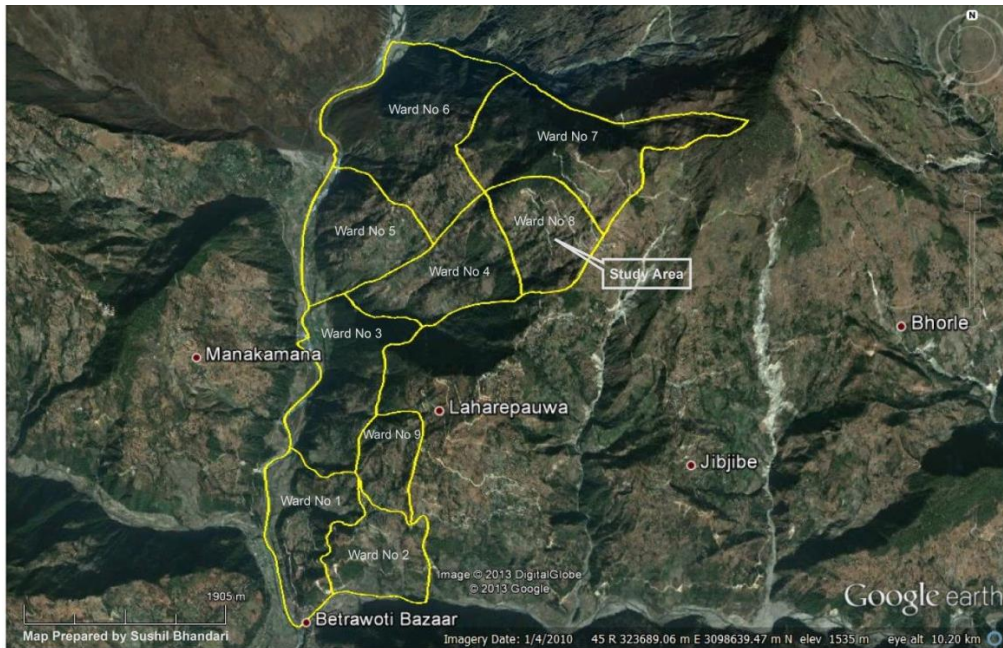 N
Ward No 6
Ward No 7
Ward No 8
Ward No 5
Ward No 4
Study Area
Ward No 3
Bhorle
Manakamana
Laharepauwa
Ward No 9
Jibjibe
Ward No 1
Ward No 2
Image © 2013 DigitalGlobe
© 2013 Google
1905 m
Google earth
Betrawoti Bazaar
Map Prepared by Sushil Bhandari
Imagery Date: 1/4/2010 45 R 323689.06 m E 3098639.47 m N elev 1535 m eye alt 10.20 km